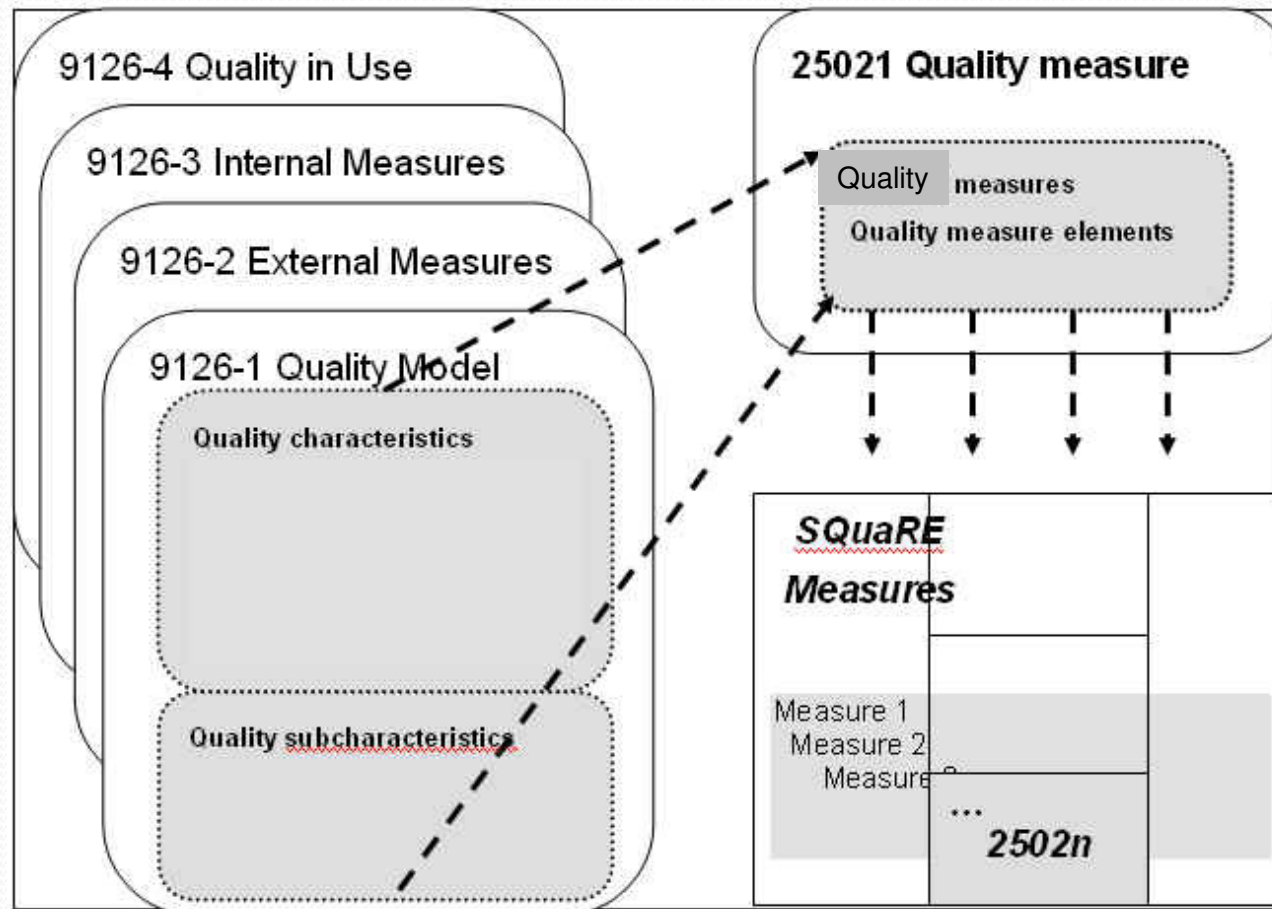 9126-4 Quality in Use
9126-3 Internal Measures
9126-2 External Measures
9126-1 Quality Model
Quality characteristics
Quality subcharacteristics
25021 Quality measure
Quality measures
Quality measure elements
SQuaRE
Measures
Measure 1
Measure 2
Measure
...
2502n